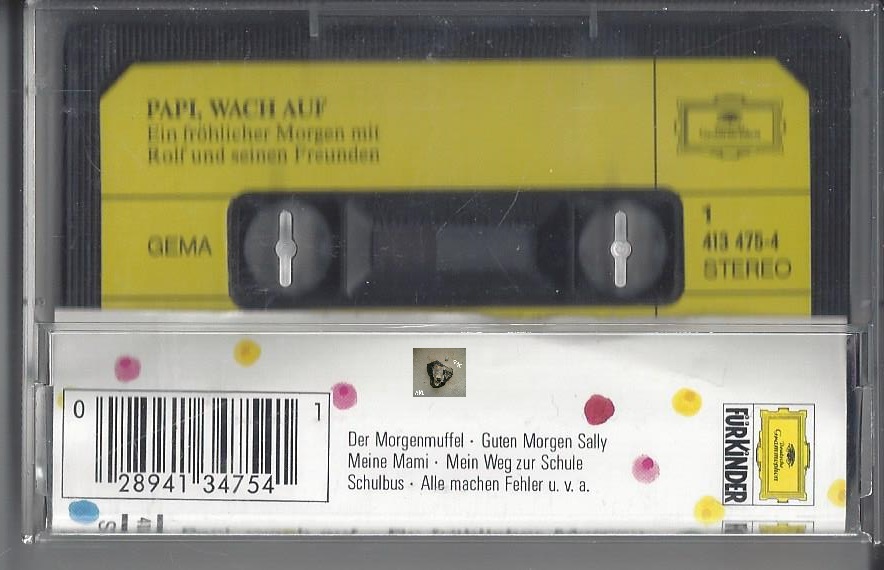 PAPI, WACH AUF
Ein fröhlicher Morgen mit
Rolf und seinen Freunden
GEMA
1
413 475-4
STEREO
0 28941 34754 1
Der Morgenmuffel · Guten Morgen Sally
Meine Mami · Mein Weg zur Schule
Schulbus · Alle machen Fehler u. v. a.
FÜR KINDER
Deutsche
Grammophon